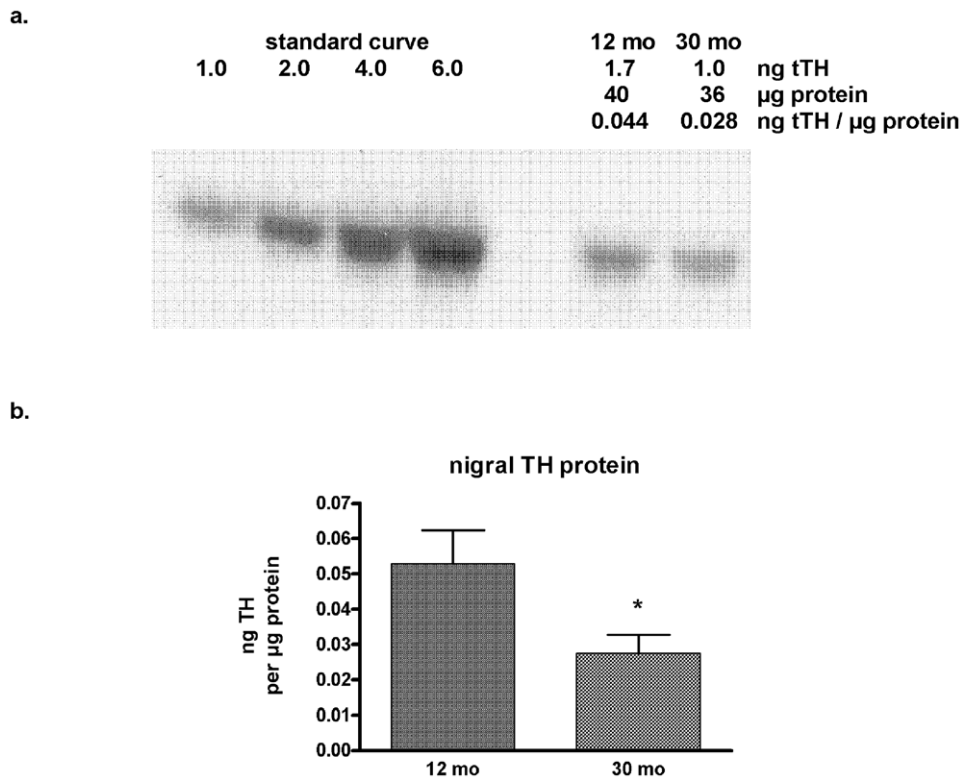 a.
standard curve 12 mo 30 mo
1.0 2.0 4.0 6.0 1.7 1.0 ng tTH
40 36 µg protein
0.044 0.028 ng tTH / µg protein
b.
nigral TH protein
0.07
0.06
0.05
0.04
0.03
0.02
0.01
0.00
ng TH
per µg protein
*
12 mo 30 mo